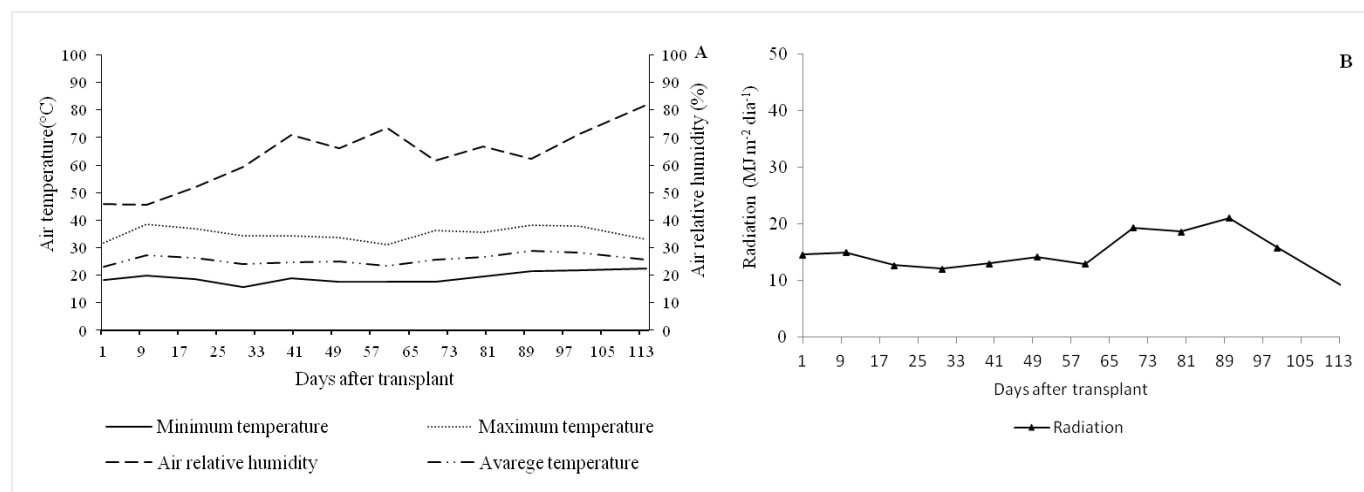 A
Air temperature(°C)
100
90
80
70
60
50
40
30
20
10
0
100
90
80
70
60
50
40
30
20
10
0
Air relative humidity (%)
1 9 17 25 33 41 49 57 65 73 81 89 97 105 113
Days after transplant
Minimum temperature
Maximum temperature
Air relative humidity
Avarege temperature
B
Radiation (MJ m⁻² dia⁻¹)
50
40
30
20
10
0
1 9 17 25 33 41 49 57 65 73 81 89 97 105 113
Days after transplant
Radiation